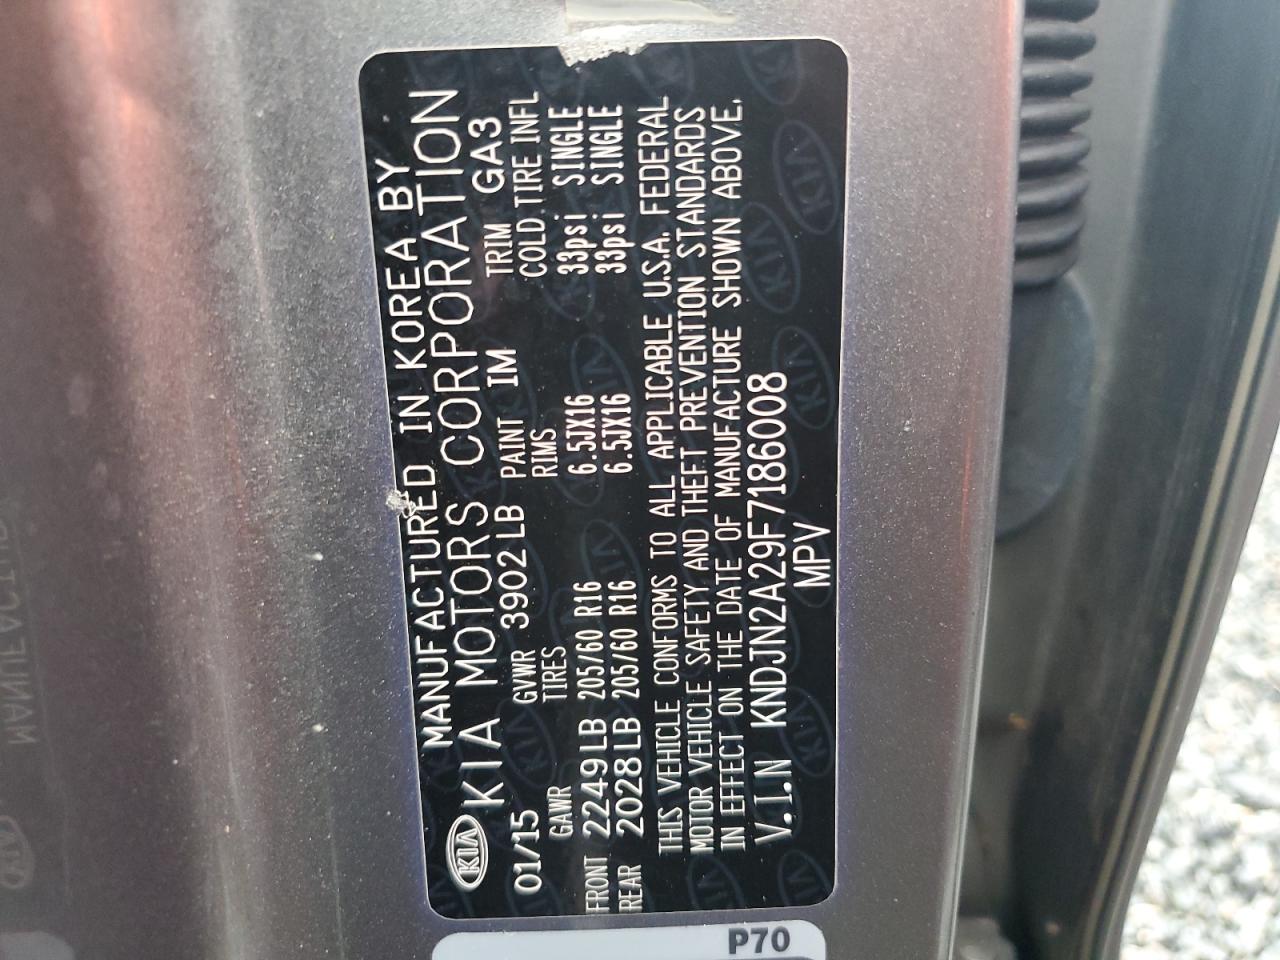 MANUFACTURED IN KOREA BY
KIA KIA MOTORS CORPORATION
01/15 GVWR 3902 LB PAINT IM TRIM GA3
GAWR TIRES RIMS COLD TIRE INFL
FRONT 2249LB 205/60 R16 6.5JX16 33psi SINGLE
REAR 2028LB 205/60 R16 6.5JX16 33psi SINGLE
THIS VEHICLE CONFORMS TO ALL APPLICABLE U.S.A. FEDERAL
MOTOR VEHICLE SAFETY AND THEFT PREVENTION STANDARDS
IN EFFECT ON THE DATE OF MANUFACTURE SHOWN ABOVE.
V.I.N KNDJN2A29F7186008
MPV
P70